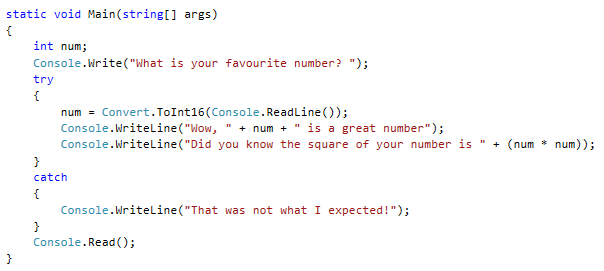 static void Main(string[] args)
{
    int num;
    Console.Write("What is your favourite number? ");
    try
    {
        num = Convert.ToInt16(Console.ReadLine());
        Console.WriteLine("Wow, " + num + " is a great number");
        Console.WriteLine("Did you know the square of your number is " + (num * num));
    }
    catch
    {
        Console.WriteLine("That was not what I expected!");
    }
    Console.Read();
}